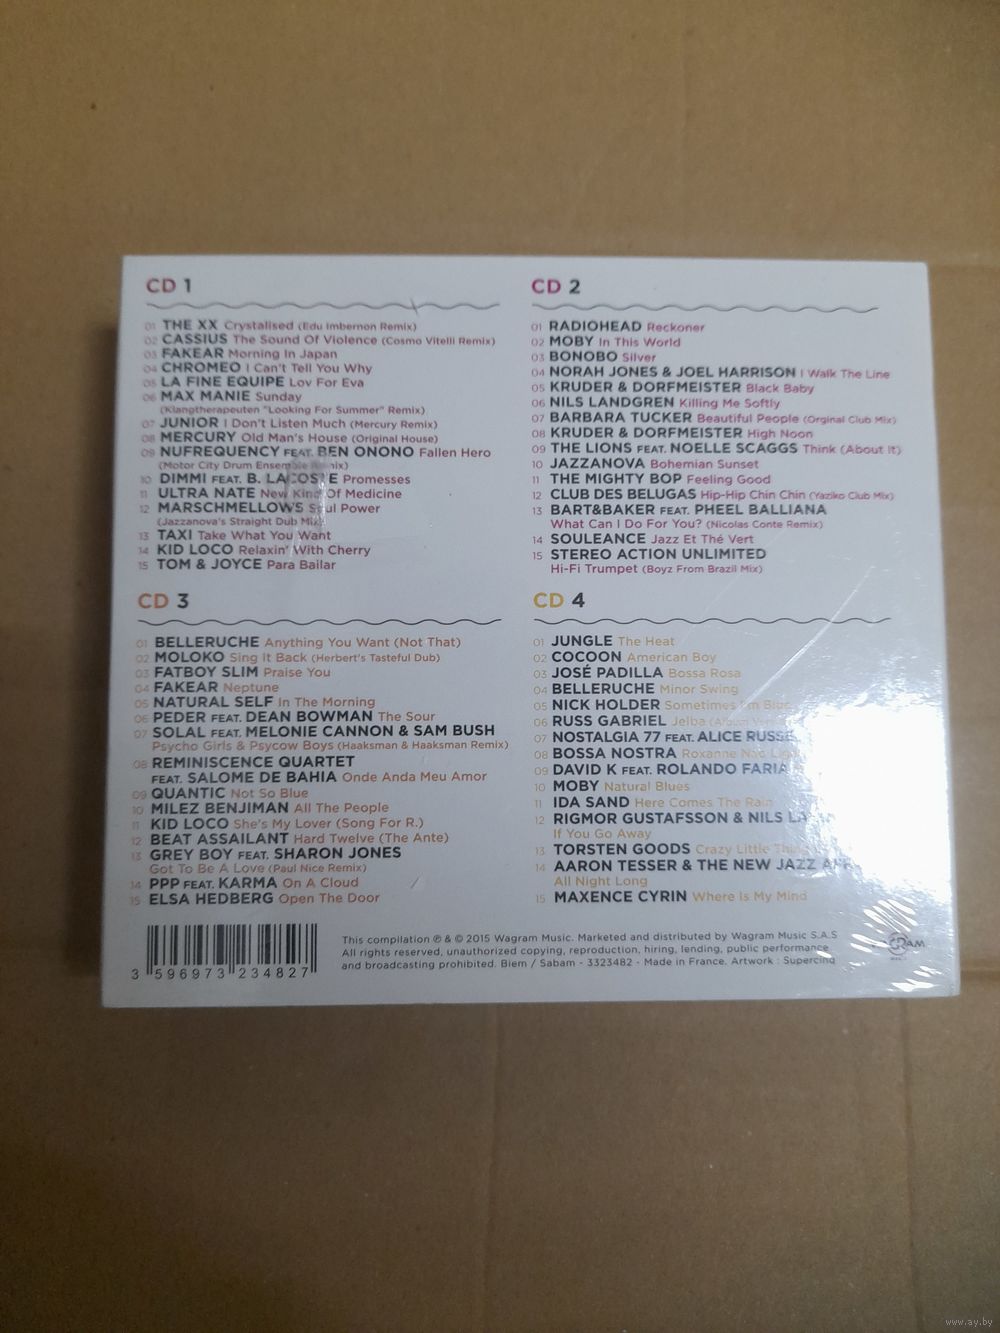 CD 1
01 THE XX Crystalised (Edu Imbernon Remix)
02 CASSIUS The Sound Of Violence (Cosmo Vitelli Remix)
03 FAKEAR Morning In Japan
04 CHROMEO I Can't Tell You Why
05 LA FINE EQUIPE Lov For Eva
06 MAX MANIE Sunday
(Klangtherapeuten "Looking For Summer" Remix)
07 JUNIOR I Don't Listen Much (Mercury Remix)
08 MERCURY Old Man's House (Original House)
09 NUFREQUENCY FEAT. BEN ONONO Fallen Hero
(Motor City Drum Ensemble Remix)
10 DIMMI FEAT. B. LACOSTE Promesses
11 ULTRA NATE New Kind Of Medicine
12 MARSCHMELLOWS Soul Power
(Jazzanova's Straight Dub Mix)
13 TAXI Take What You Want
14 KID LOCO Relaxin' With Cherry
15 TOM & JOYCE Para Bailar
CD 2
01 RADIOHEAD Reckoner
02 MOBY In This World
03 BONOBO Silver
04 NORAH JONES & JOEL HARRISON I Walk The Line
05 KRUDER & DORFMEISTER Black Baby
06 NILS LANDGREN Killing Me Softly
07 BARBARA TUCKER Beautiful People (Orginal Club Mix)
08 KRUDER & DORFMEISTER High Noon
09 THE LIONS FEAT. NOELLE SCAGGS Think (About It)
10 JAZZANOVA Bohemian Sunset
11 THE MIGHTY BOP Feeling Good
12 CLUB DES BELUGAS Hip-Hip Chin Chin (Yaziko Club Mix)
13 BART&BAKER FEAT. PHEEL BALLIANA
What Can I Do For You? (Nicolas Conte Remix)
14 SOULEANCE Jazz Et Thé Vert
15 STEREO ACTION UNLIMITED
Hi-Fi Trumpet (Boyz From Brazil Mix)
CD 3
01 BELLERUCHE Anything You Want (Not That)
02 MOLOKO Sing It Back (Herbert's Tasteful Dub)
03 FATBOY SLIM Praise You
04 FAKEAR Neptune
05 NATURAL SELF In The Morning
06 PEDER FEAT. DEAN BOWMAN The Sour
07 SOLAL FEAT. MELONIE CANNON & SAM BUSH
Psycho Girls & Psycow Boys (Haaksman & Haaksman Remix)
08 REMINISCENCE QUARTET
FEAT. SALOME DE BAHIA Onde Anda Meu Amor
09 QUANTIC Not So Blue
10 MILEZ BENJIMAN All The People
11 KID LOCO She's My Lover (Song For R.)
12 BEAT ASSAILANT Hard Twelve (The Ante)
13 GREY BOY FEAT. SHARON JONES
Got To Be A Love (Paul Nice Remix)
14 PPP FEAT. KARMA On A Cloud
15 ELSA HEDBERG Open The Door
CD 4
01 JUNGLE The Heat
02 COCOON American Boy
03 JOSÉ PADILLA Bossa Rosa
04 BELLERUCHE Minor Swing
05 NICK HOLDER Sometimes I'm Blue
06 RUSS GABRIEL Jelba (Album
07 NOSTALGIA 77 FEAT. ALICE
08 BOSSA NOSTRA Roxanne
09 DAVID K FEAT. ROLANDO FARIA
10 MOBY Natural Blues
11 IDA SAND Here Comes The Rain
12 RIGMOR GUSTAFSSON & NILS
If You Go Away
13 TORSTEN GOODS Crazy Little
14 AARON TESSER & THE NEW JAZZ
All Night Long
15 MAXENCE CYRIN Where Is My Mind
3 596973 234827
This compilation ℗ & © 2015 Wagram Music. Marketed and distributed by Wagram Music S.A.S
All rights reserved, unauthorized copying, reproduction, hiring, lending, public performance
and broadcasting prohibited. Biem / Sabam - 3323482 - Made in France. Artwork : Supercinq
www.ay.by